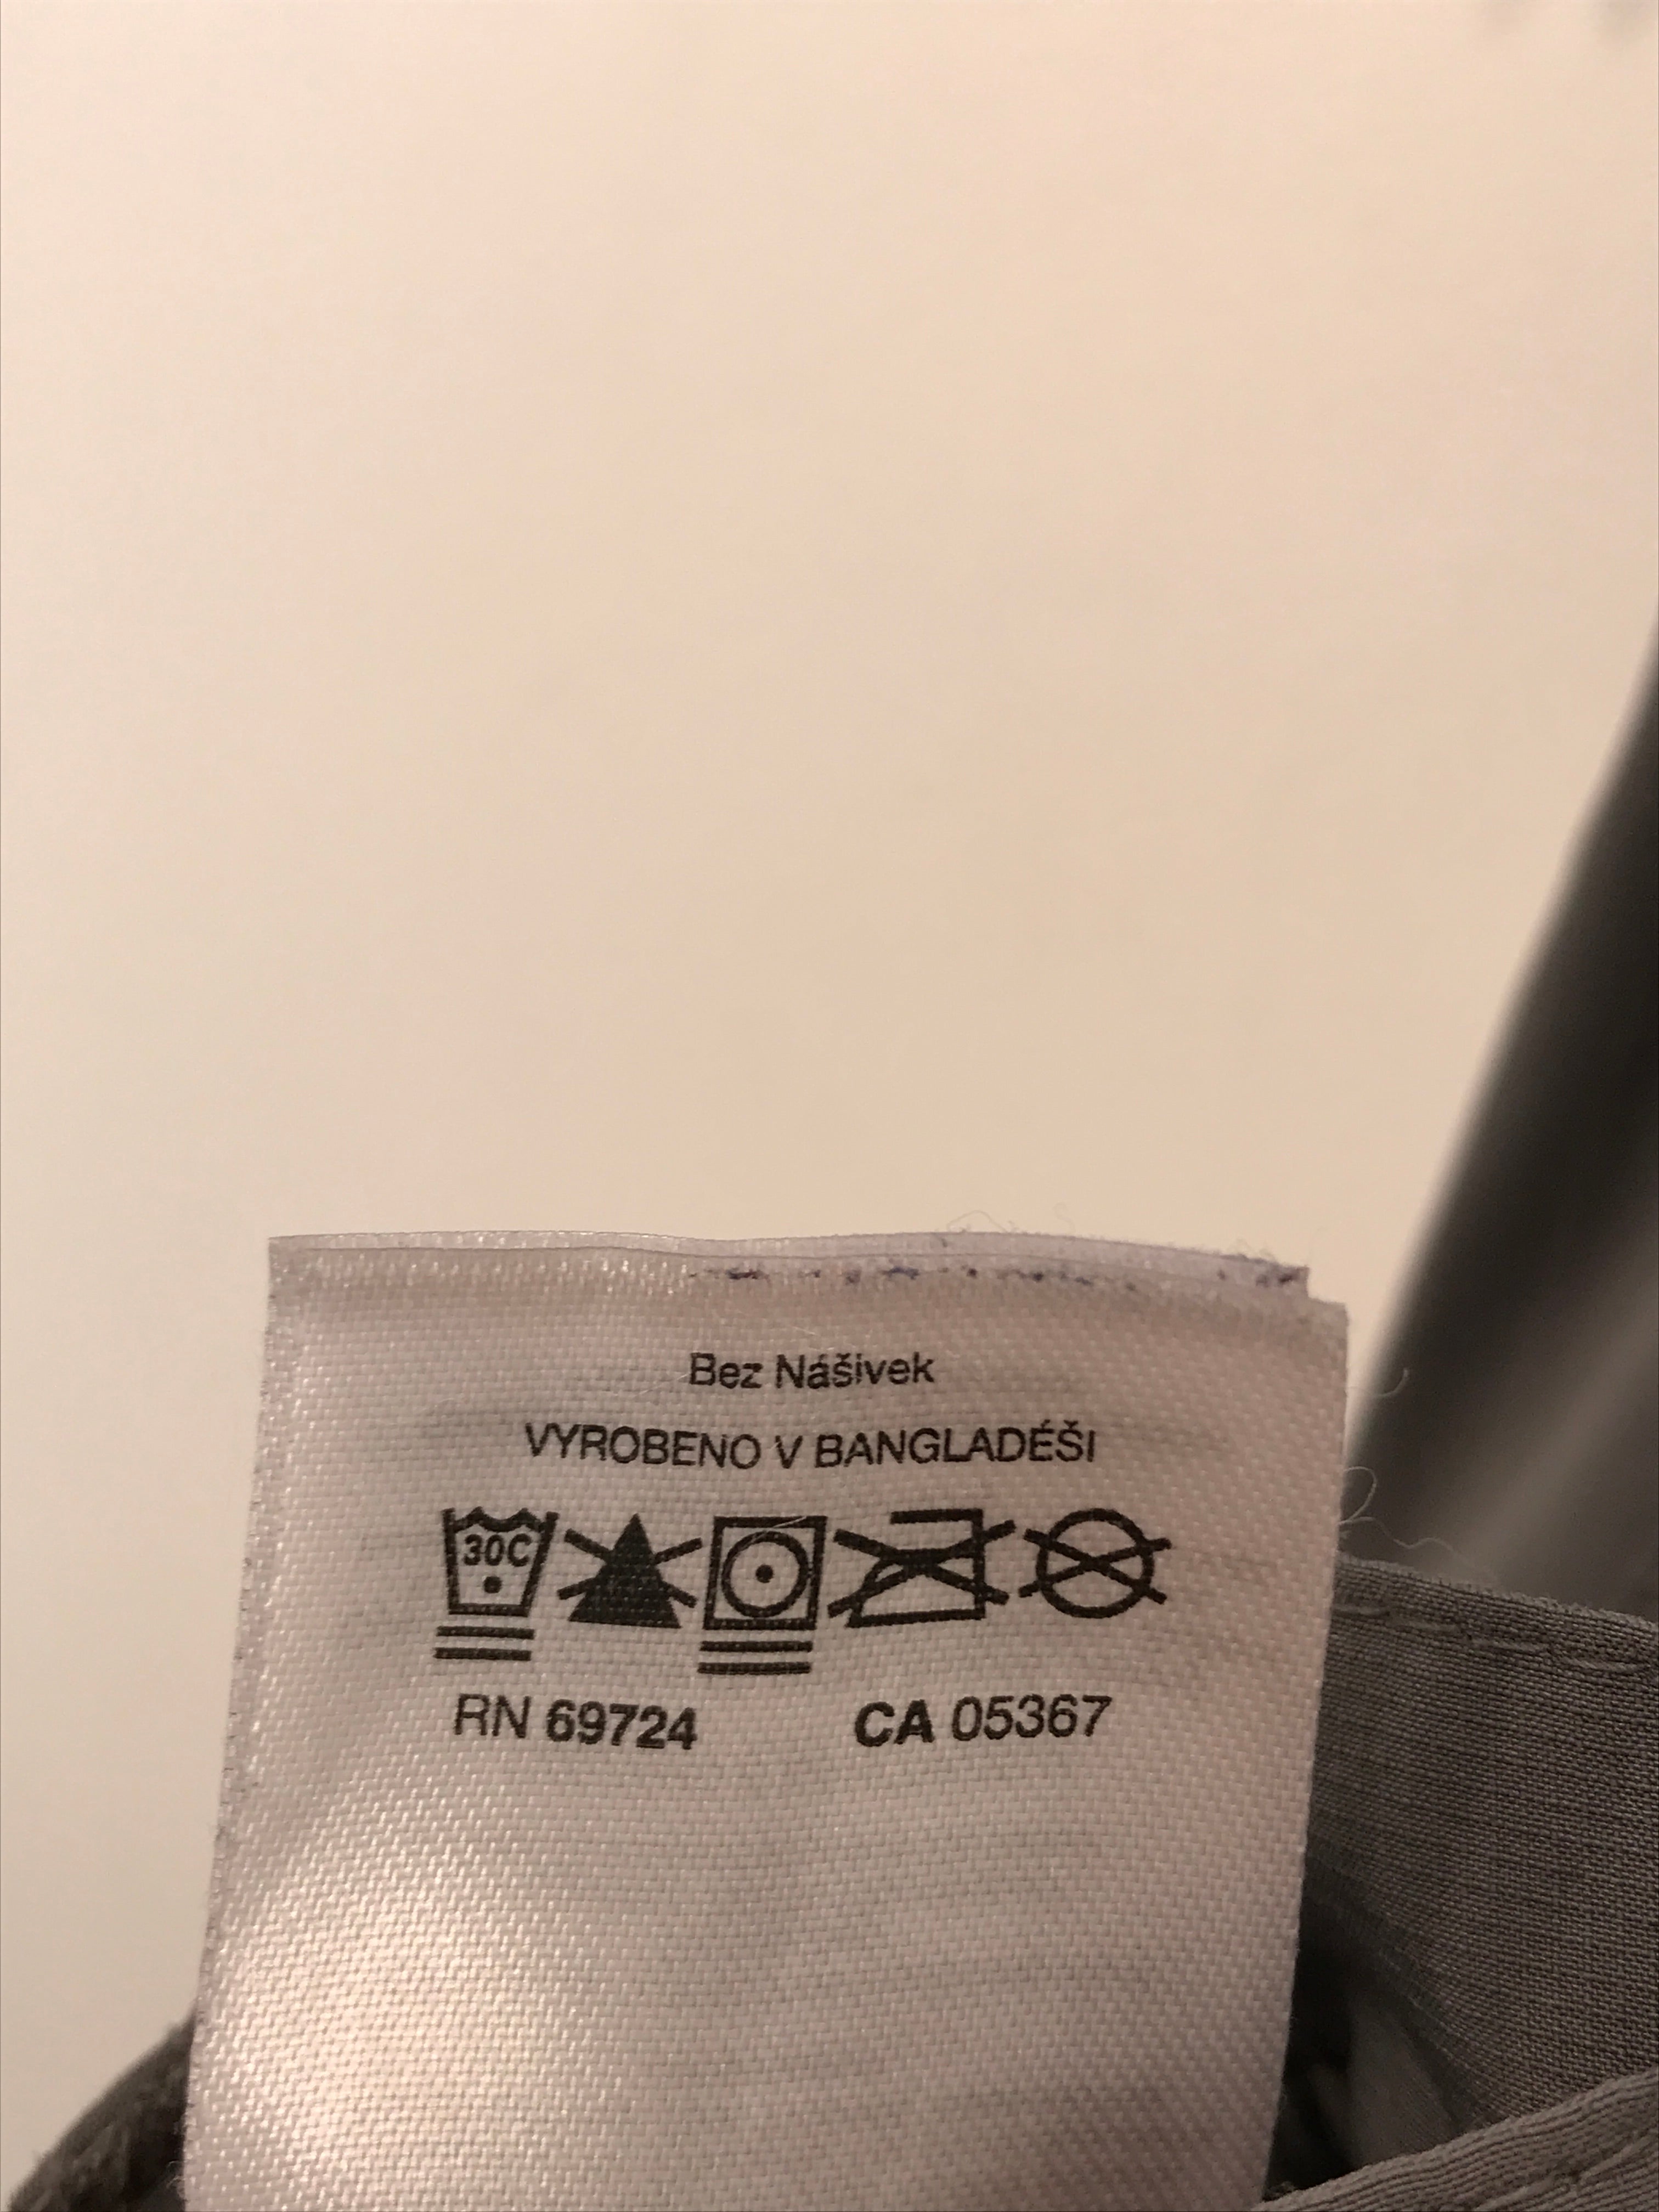 Bez Nášivek
VYROBENO V BANGLADÉŠI
30C
RN 69724 CA 05367